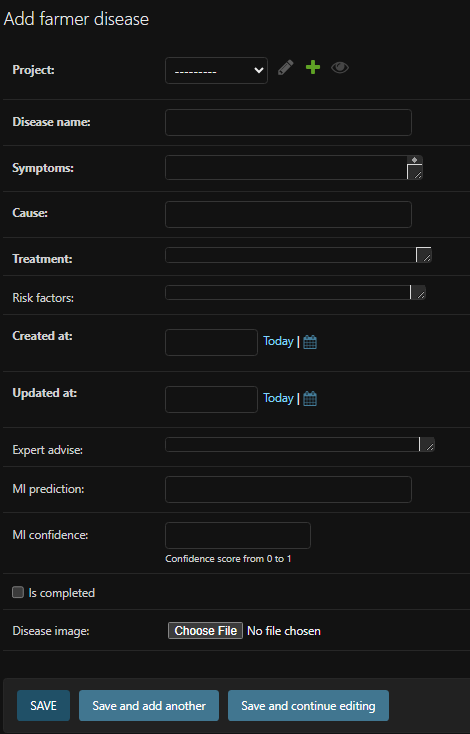 Add farmer disease
Project: ---------
Disease name:
Symptoms:
Cause:
Treatment:
Risk factors:
Created at: Today |
Updated at: Today |
Expert advise:
Ml prediction:
Ml confidence:
Confidence score from 0 to 1
Is completed
Disease image: Choose File No file chosen
SAVE Save and add another Save and continue editing